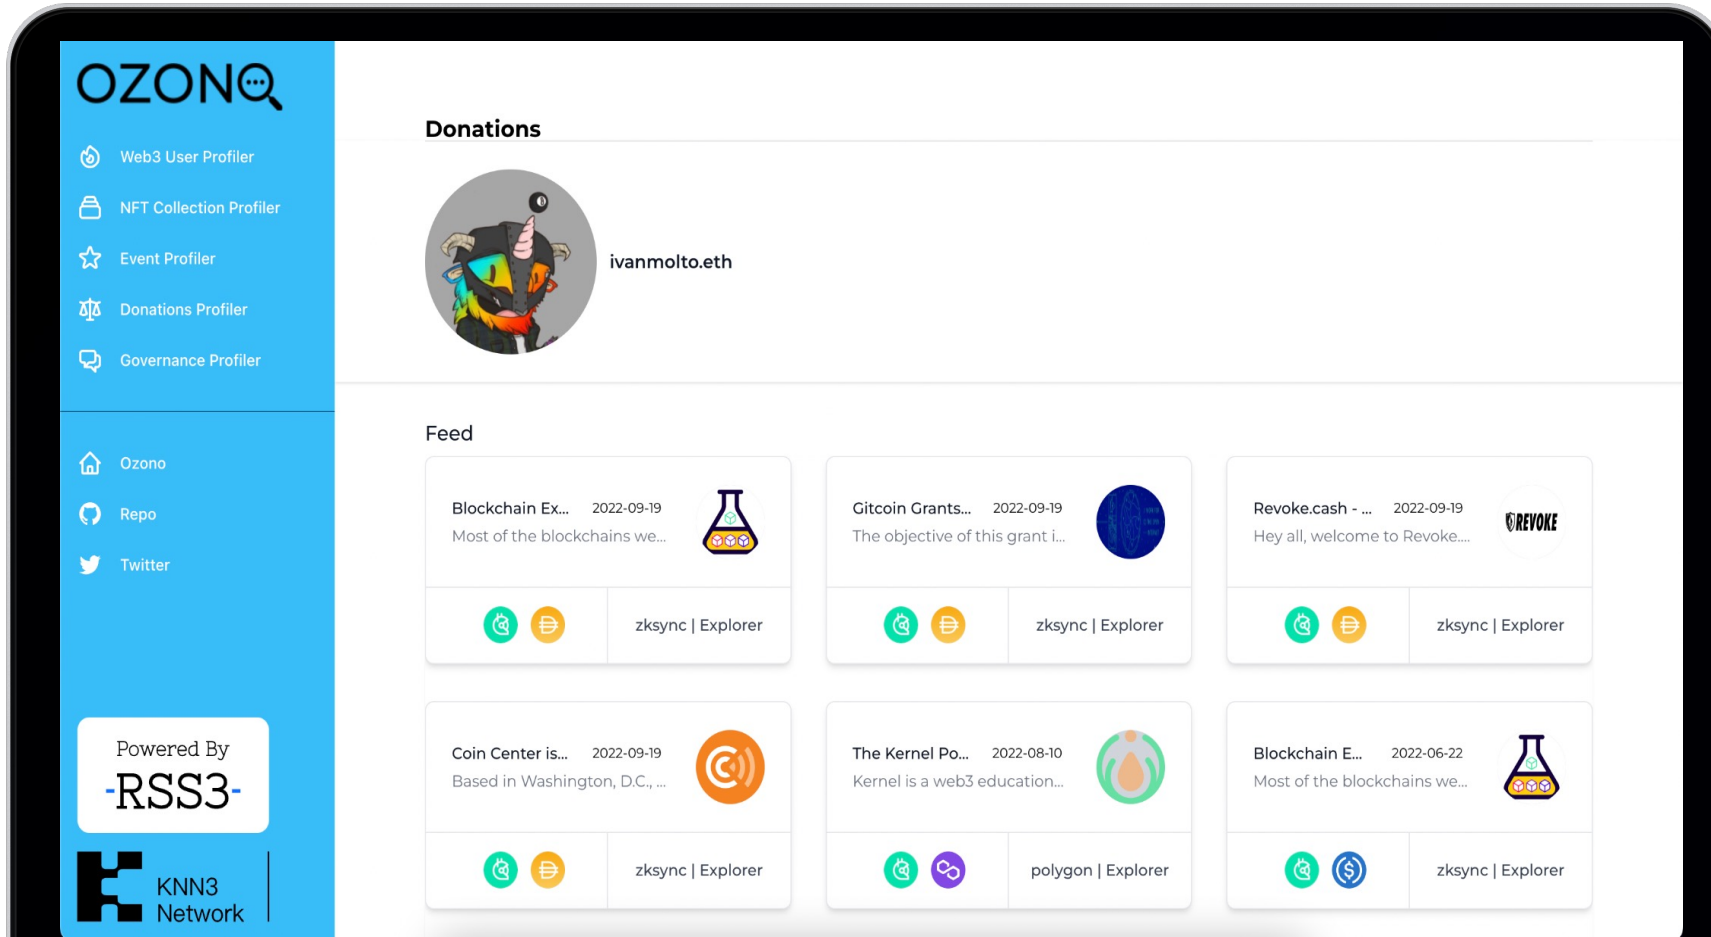 OZONO
Web3 User Profiler
NFT Collection Profiler
Event Profiler
Donations Profiler
Governance Profiler
Ozono
Repo
Twitter
Powered By
-RSS3-
KNN3
Network
Donations
ivanmolto.eth
Feed
Blockchain Ex... 2022-09-19
Most of the blockchains we...
zksync | Explorer
Gitcoin Grants... 2022-09-19
The objective of this grant i...
zksync | Explorer
Revoke.cash - ... 2022-09-19
Hey all, welcome to Revoke....
REVOKE
zksync | Explorer
Coin Center is... 2022-09-19
Based in Washington, D.C., ...
zksync | Explorer
The Kernel Po... 2022-08-10
Kernel is a web3 education...
polygon | Explorer
Blockchain E... 2022-06-22
Most of the blockchains we...
zksync | Explorer